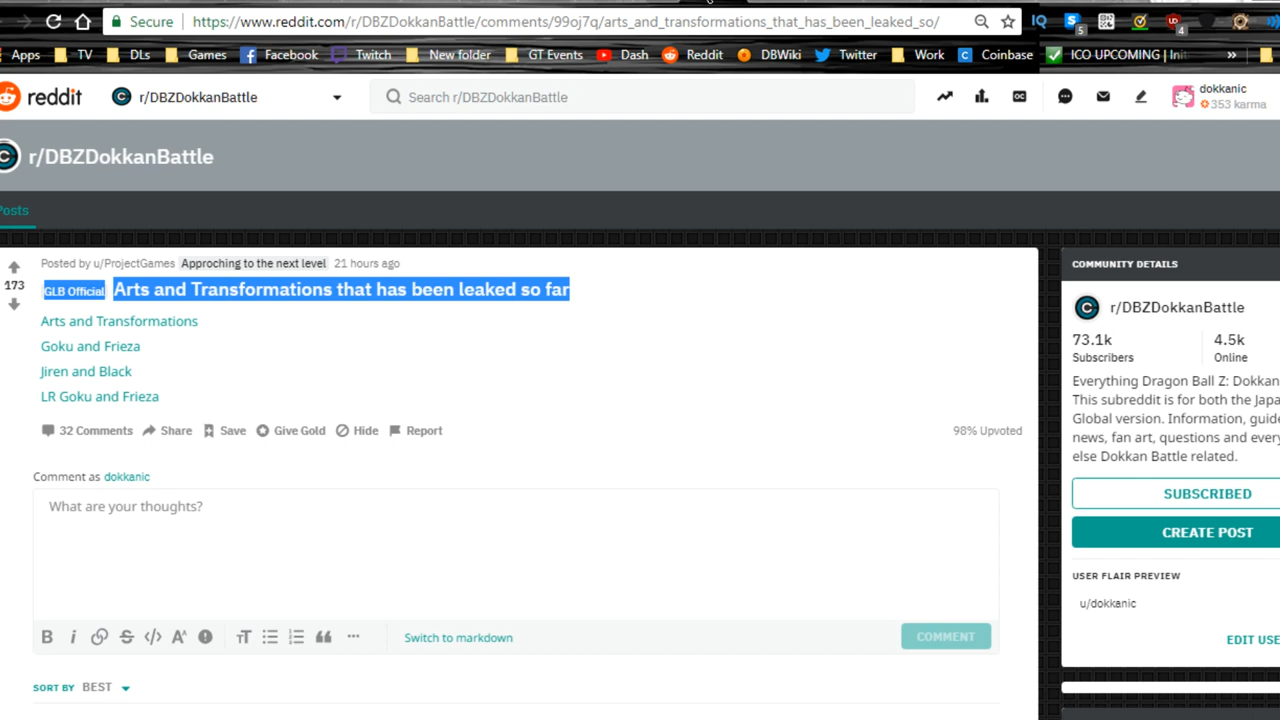 Secure https://www.reddit.com/r/DBZDokkanBattle/comments/99oj7q/arts_and_transformations_that_has_been_leaked_so/
IQ 5 4
Apps TV DLs Games Facebook Twitch New folder GT Events Dash Reddit DBWiki Twitter Work Coinbase ICO UPCOMING | Init »
reddit r/DBZDokkanBattle Search r/DBZDokkanBattle OC dokkanic
353 karma
r/DBZDokkanBattle
Posts
Posted by u/ProjectGames Approching to the next level 21 hours ago
173
GLB Official Arts and Transformations that has been leaked so far
Arts and Transformations
Goku and Frieza
Jiren and Black
LR Goku and Frieza
32 Comments Share Save Give Gold Hide Report 98% Upvoted
Comment as dokkanic
What are your thoughts?
B i S </> A TT 99 ... Switch to markdown COMMENT
SORT BY BEST
COMMUNITY DETAILS
r/DBZDokkanBattle
73.1k 4.5k
Subscribers Online
Everything Dragon Ball Z: Dokkan
This subreddit is for both the Japa
Global version. Information, guide
news, fan art, questions and every
else Dokkan Battle related.
SUBSCRIBED
CREATE POST
USER FLAIR PREVIEW
u/dokkanic
EDIT USE